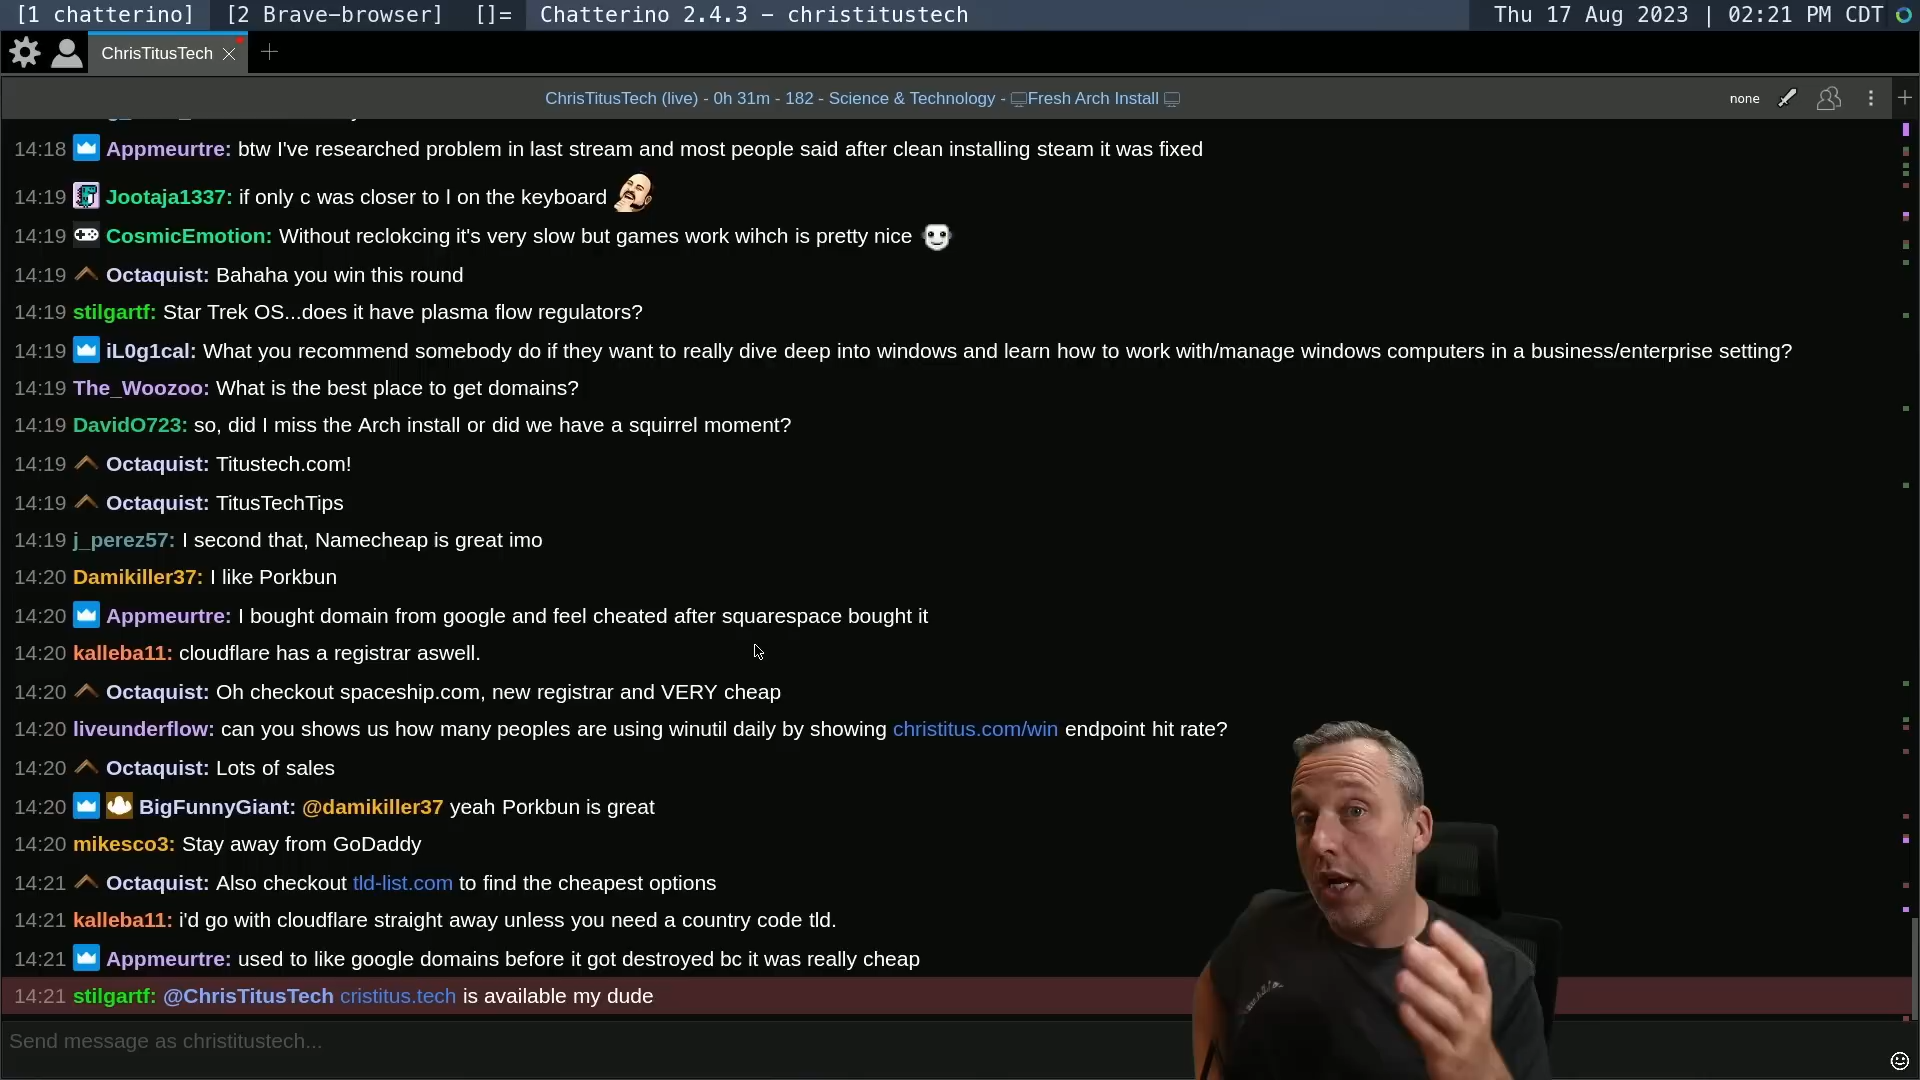 [1 chatterino] [2 Brave-browser] []= Chatterino 2.4.3 - christitustech Thu 17 Aug 2023 | 02:21 PM CDT
ChrisTitusTech
ChrisTitusTech (live) - 0h 31m - 182 - Science & Technology - 🖥Fresh Arch Install 🖥 none
14:18 Appmeurtre: btw I've researched problem in last stream and most people said after clean installing steam it was fixed
14:19 Jootaja1337: if only c was closer to l on the keyboard
14:19 CosmicEmotion: Without reclokcing it's very slow but games work wihch is pretty nice
14:19 Octaquist: Bahaha you win this round
14:19 stilgartf: Star Trek OS...does it have plasma flow regulators?
14:19 iL0g1cal: What you recommend somebody do if they want to really dive deep into windows and learn how to work with/manage windows computers in a business/enterprise setting?
14:19 The_Woozoo: What is the best place to get domains?
14:19 DavidO723: so, did I miss the Arch install or did we have a squirrel moment?
14:19 Octaquist: Titustech.com!
14:19 Octaquist: TitusTechTips
14:19 j_perez57: I second that, Namecheap is great imo
14:20 Damikiller37: I like Porkbun
14:20 Appmeurtre: I bought domain from google and feel cheated after squarespace bought it
14:20 kalleba11: cloudflare has a registrar aswell.
14:20 Octaquist: Oh checkout spaceship.com, new registrar and VERY cheap
14:20 liveunderflow: can you shows us how many peoples are using winutil daily by showing christitus.com/win endpoint hit rate?
14:20 Octaquist: Lots of sales
14:20 BigFunnyGiant: @damikiller37 yeah Porkbun is great
14:20 mikesco3: Stay away from GoDaddy
14:21 Octaquist: Also checkout tld-list.com to find the cheapest options
14:21 kalleba11: i'd go with cloudflare straight away unless you need a country code tld.
14:21 Appmeurtre: used to like google domains before it got destroyed bc it was really cheap
14:21 stilgartf: @ChrisTitusTech cristitus.tech is available my dude
Send message as christitustech...